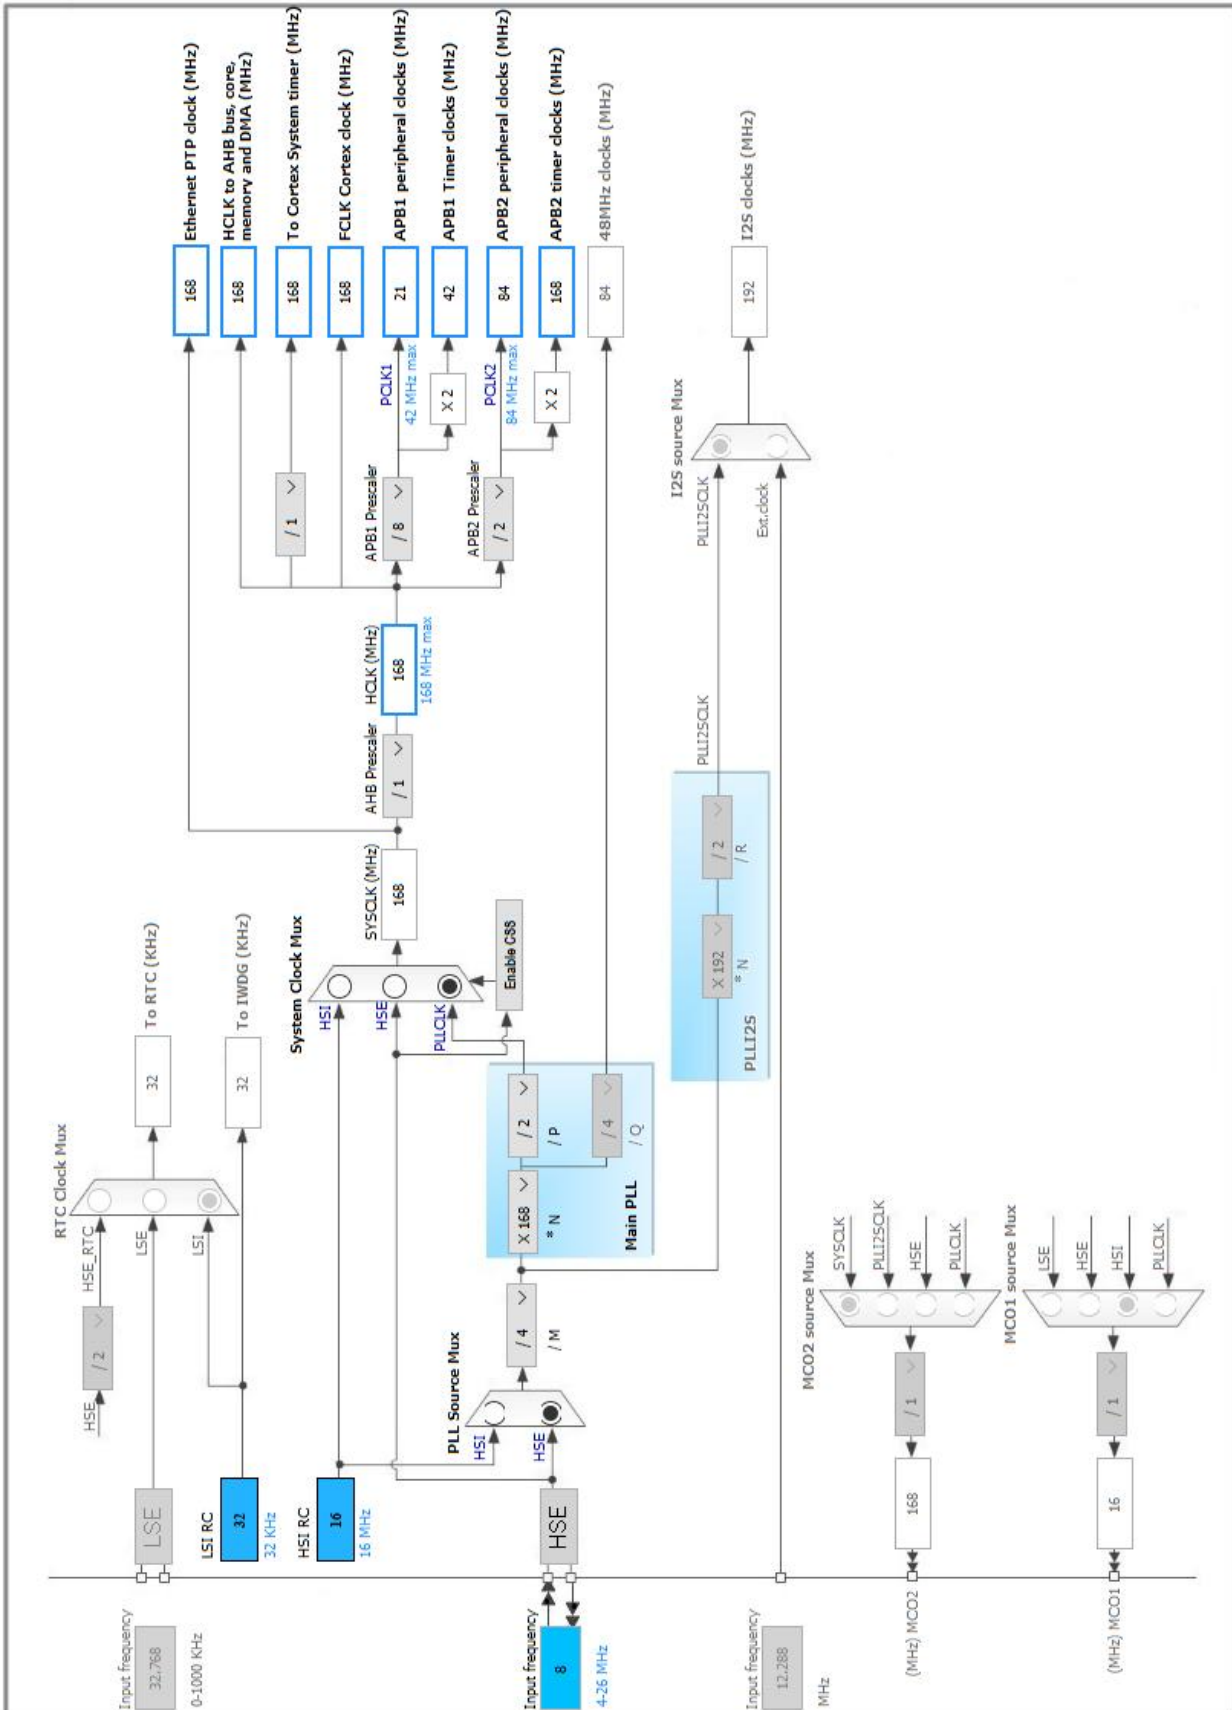 Input frequency
32.768
0-1000 KHz
LSE
HSE
/ 2
HSE_RTC
LSE
LSI
RTC Clock Mux
32
To RTC (KHz)
LSI RC
32
32 KHz
32
To IWDG (KHz)
HSI RC
16
16 MHz
System Clock Mux
HSI
HSE
PLLCLK
Enable CSS
SYSCLK (MHz)
168
AHB Prescaler
/ 1
HCLK (MHz)
168
168 MHz max
/ 1
APB1 Prescaler
/ 8
PCLK1
42 MHz max
X 2
APB2 Prescaler
/ 2
PCLK2
84 MHz max
X 2
168
Ethernet PTP clock (MHz)
168
HCLK to AHB bus, core,
memory and DMA (MHz)
168
To Cortex System timer (MHz)
168
FCLK Cortex clock (MHz)
21
APB1 peripheral clocks (MHz)
42
APB1 Timer clocks (MHz)
84
APB2 peripheral clocks (MHz)
168
APB2 timer clocks (MHz)
84
48MHz clocks (MHz)
Input frequency
8
4-26 MHz
HSE
PLL Source Mux
HSI
HSE
/ 4
/ M
X 168
* N
/ 2
/ P
/ 4
/ Q
Main PLL
X 192
* N
/ 2
/ R
PLLI2S
PLLI2SCLK
PLLI2SCLK
Ext.clock
I2S source Mux
192
I2S clocks (MHz)
Input frequency
12.288
MHz
MCO2 source Mux
SYSCLK
PLLI2SCLK
HSE
PLLCLK
/ 1
168
(MHz) MCO2
MCO1 source Mux
LSE
HSE
HSI
PLLCLK
/ 1
16
(MHz) MCO1